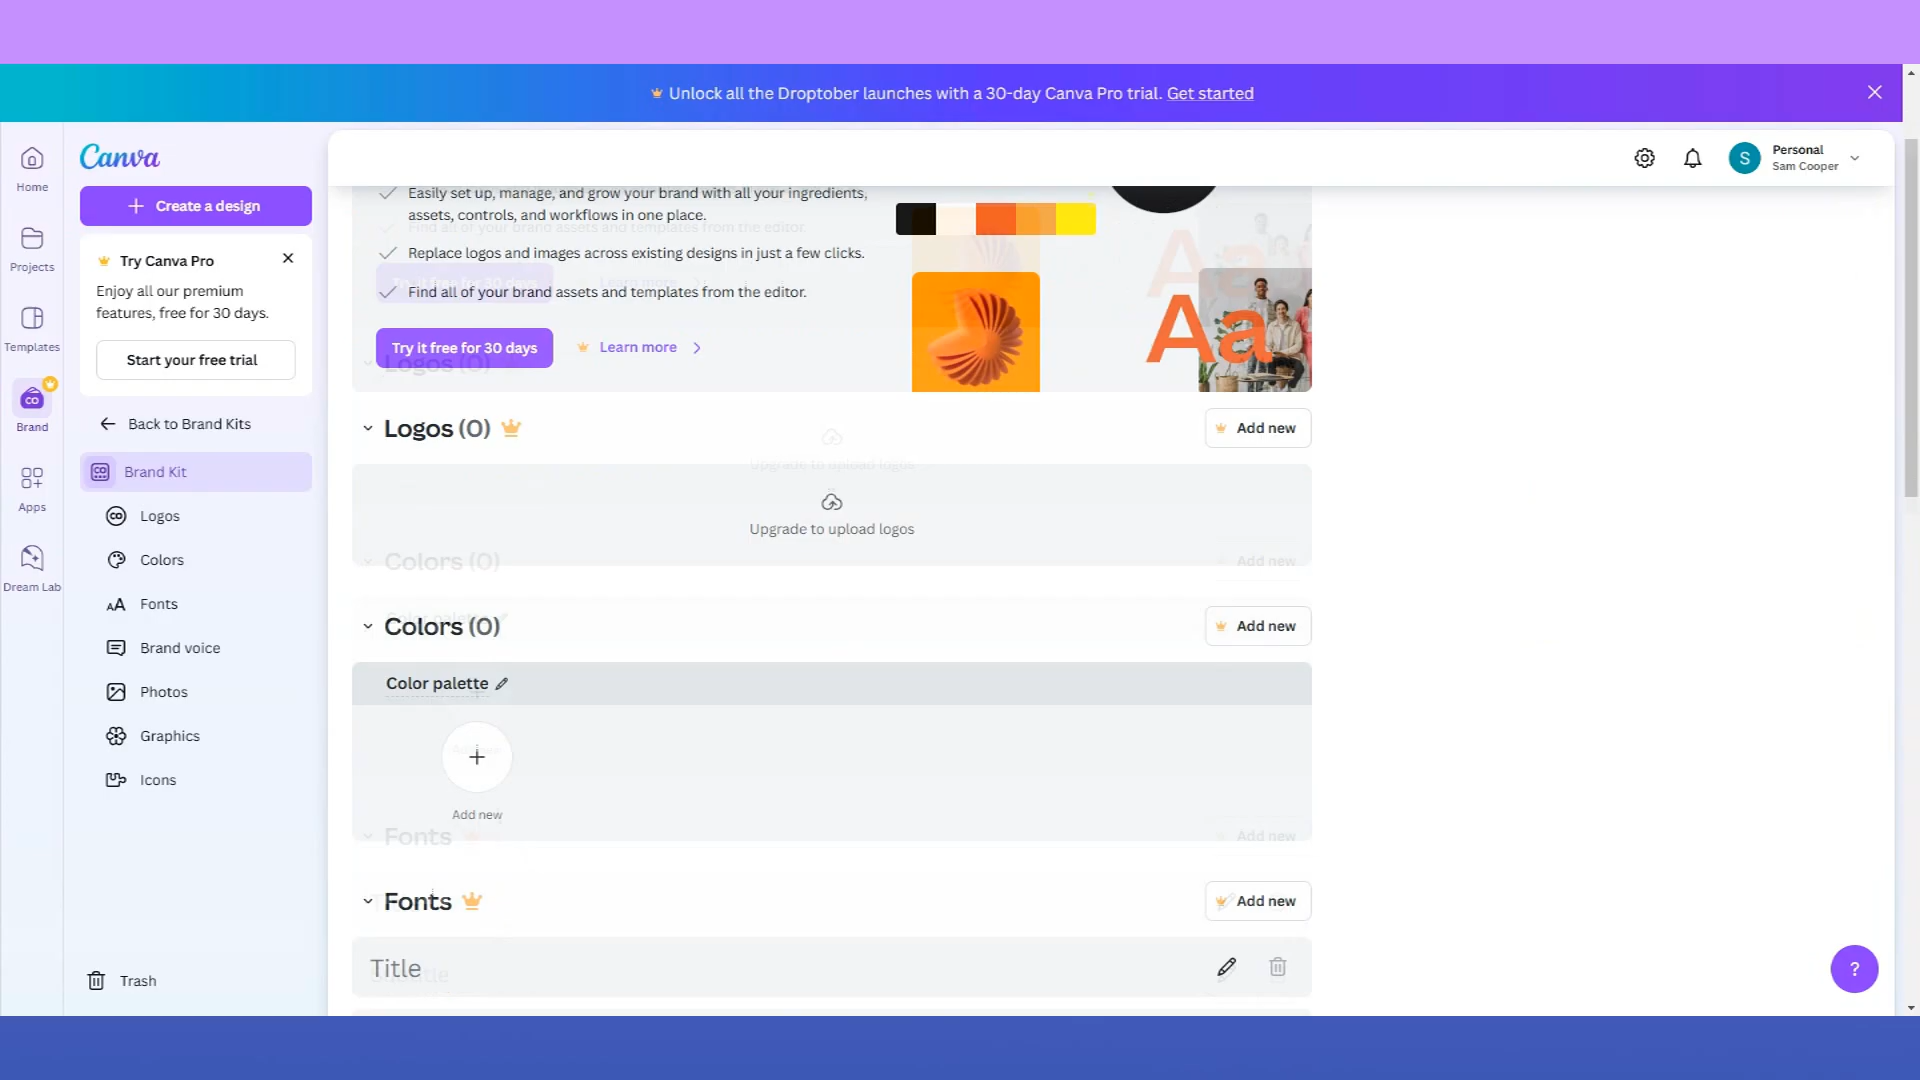 Unlock all the Droptober launches with a 30-day Canva Pro trial. Get started
Home
Projects
Templates
CO
Brand
Apps
Dream Lab
Canva
Create a design
Try Canva Pro
Enjoy all our premium
features, free for 30 days.
Start your free trial
Back to Brand Kits
CO
Brand Kit
Logos
Colors
AA Fonts
Brand voice
Photos
Graphics
Icons
Trash
S
Personal
Sam Cooper
Easily set up, manage, and grow your brand with all your ingredients,
assets, controls, and workflows in one place.
Find all of your brand assets and templates from the editor.
Replace logos and images across existing designs in just a few clicks.
Find all of your brand assets and templates from the editor.
Try it free for 30 days
Learn more
Aa
Aa
Logos (0)
Logos (0)
Add new
Upgrade to upload logos
Upgrade to upload logos
Colors (0)
Add new
Colors (0)
Add new
Color palette
Add new
Fonts
Add new
Fonts
Add new
Title
?